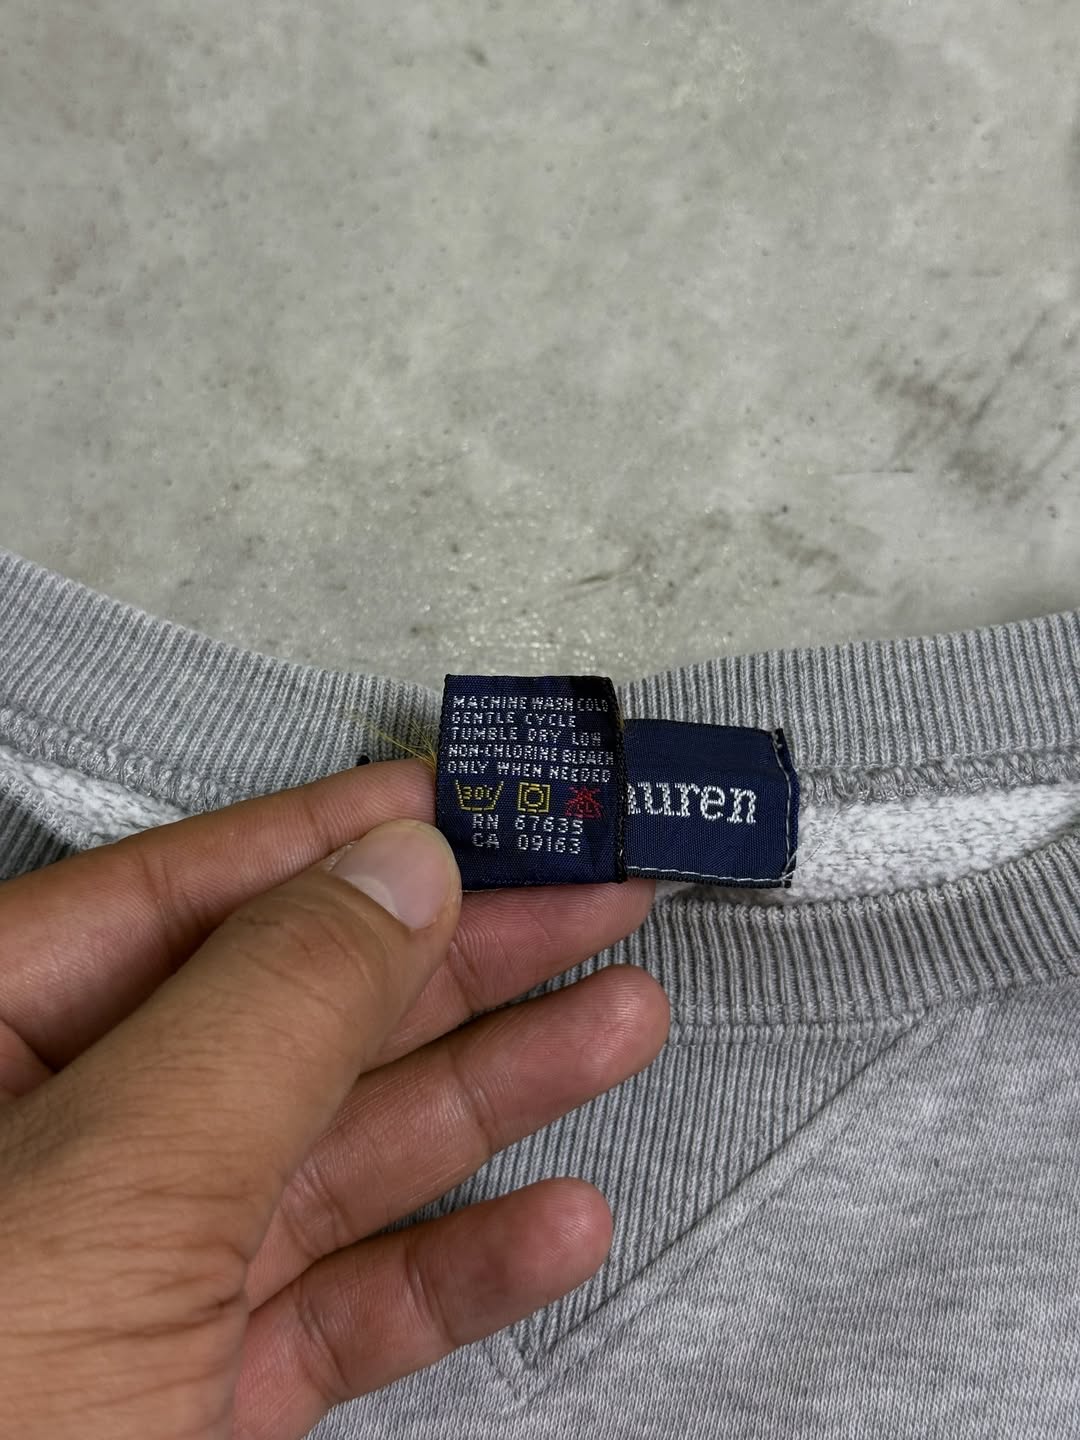 MACHINE WASH COLD
GENTLE CYCLE
TUMBLE DRY LOW
NON-CHLORINE BLEACH
ONLY WHEN NEEDED
30C
RN 67635
CA 09163
auren